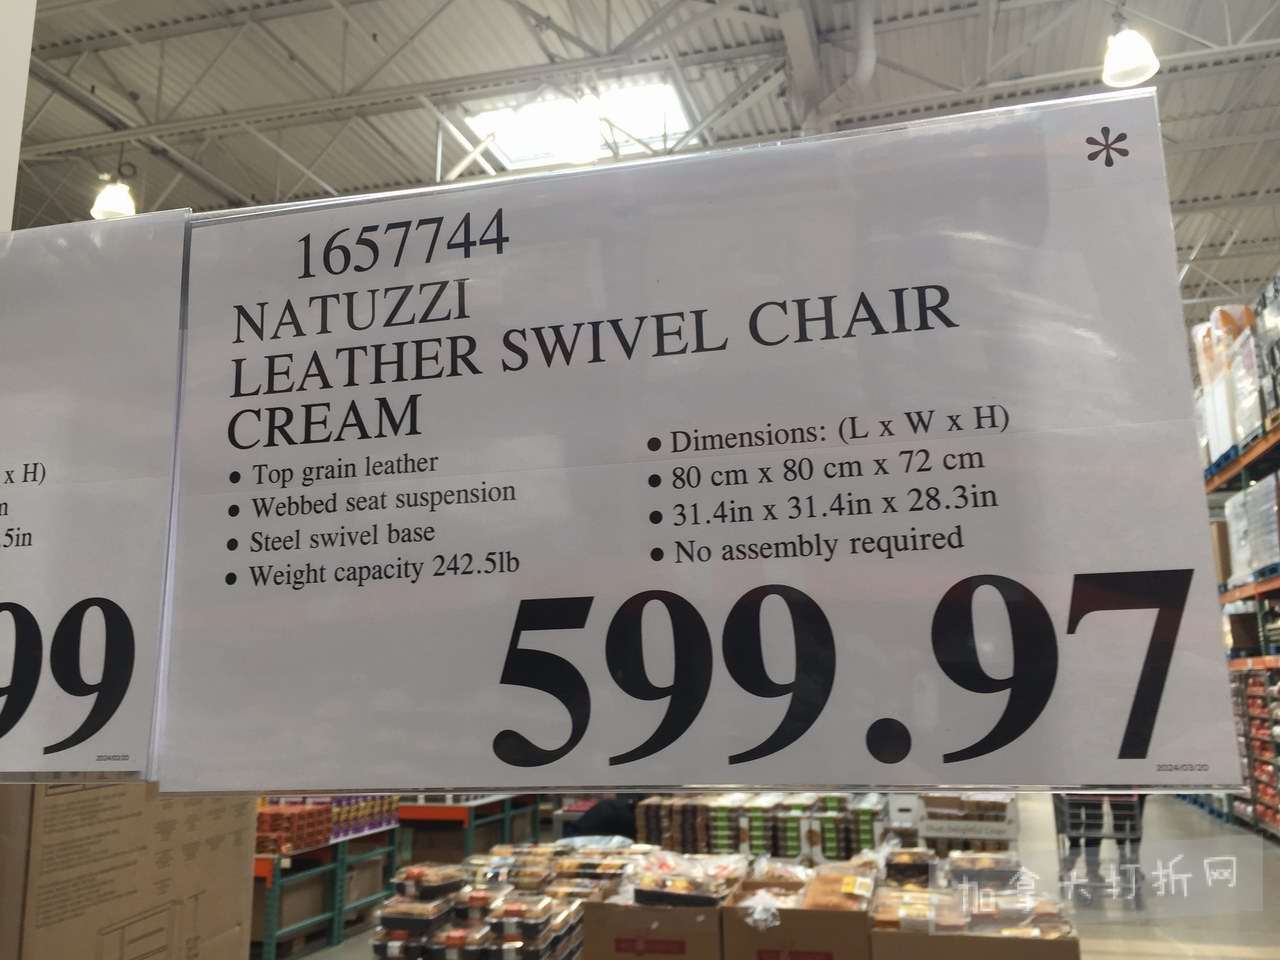 *
1657744
NATUZZI
LEATHER SWIVEL CHAIR
CREAM
• Top grain leather
• Webbed seat suspension
• Steel swivel base
• Weight capacity 242.5lb
• Dimensions: (L x W x H)
• 80 cm x 80 cm x 72 cm
• 31.4in x 31.4in x 28.3in
• No assembly required
599.97
2024/03/20
x H)
.5in
99
2024/03/20
加拿大打折网